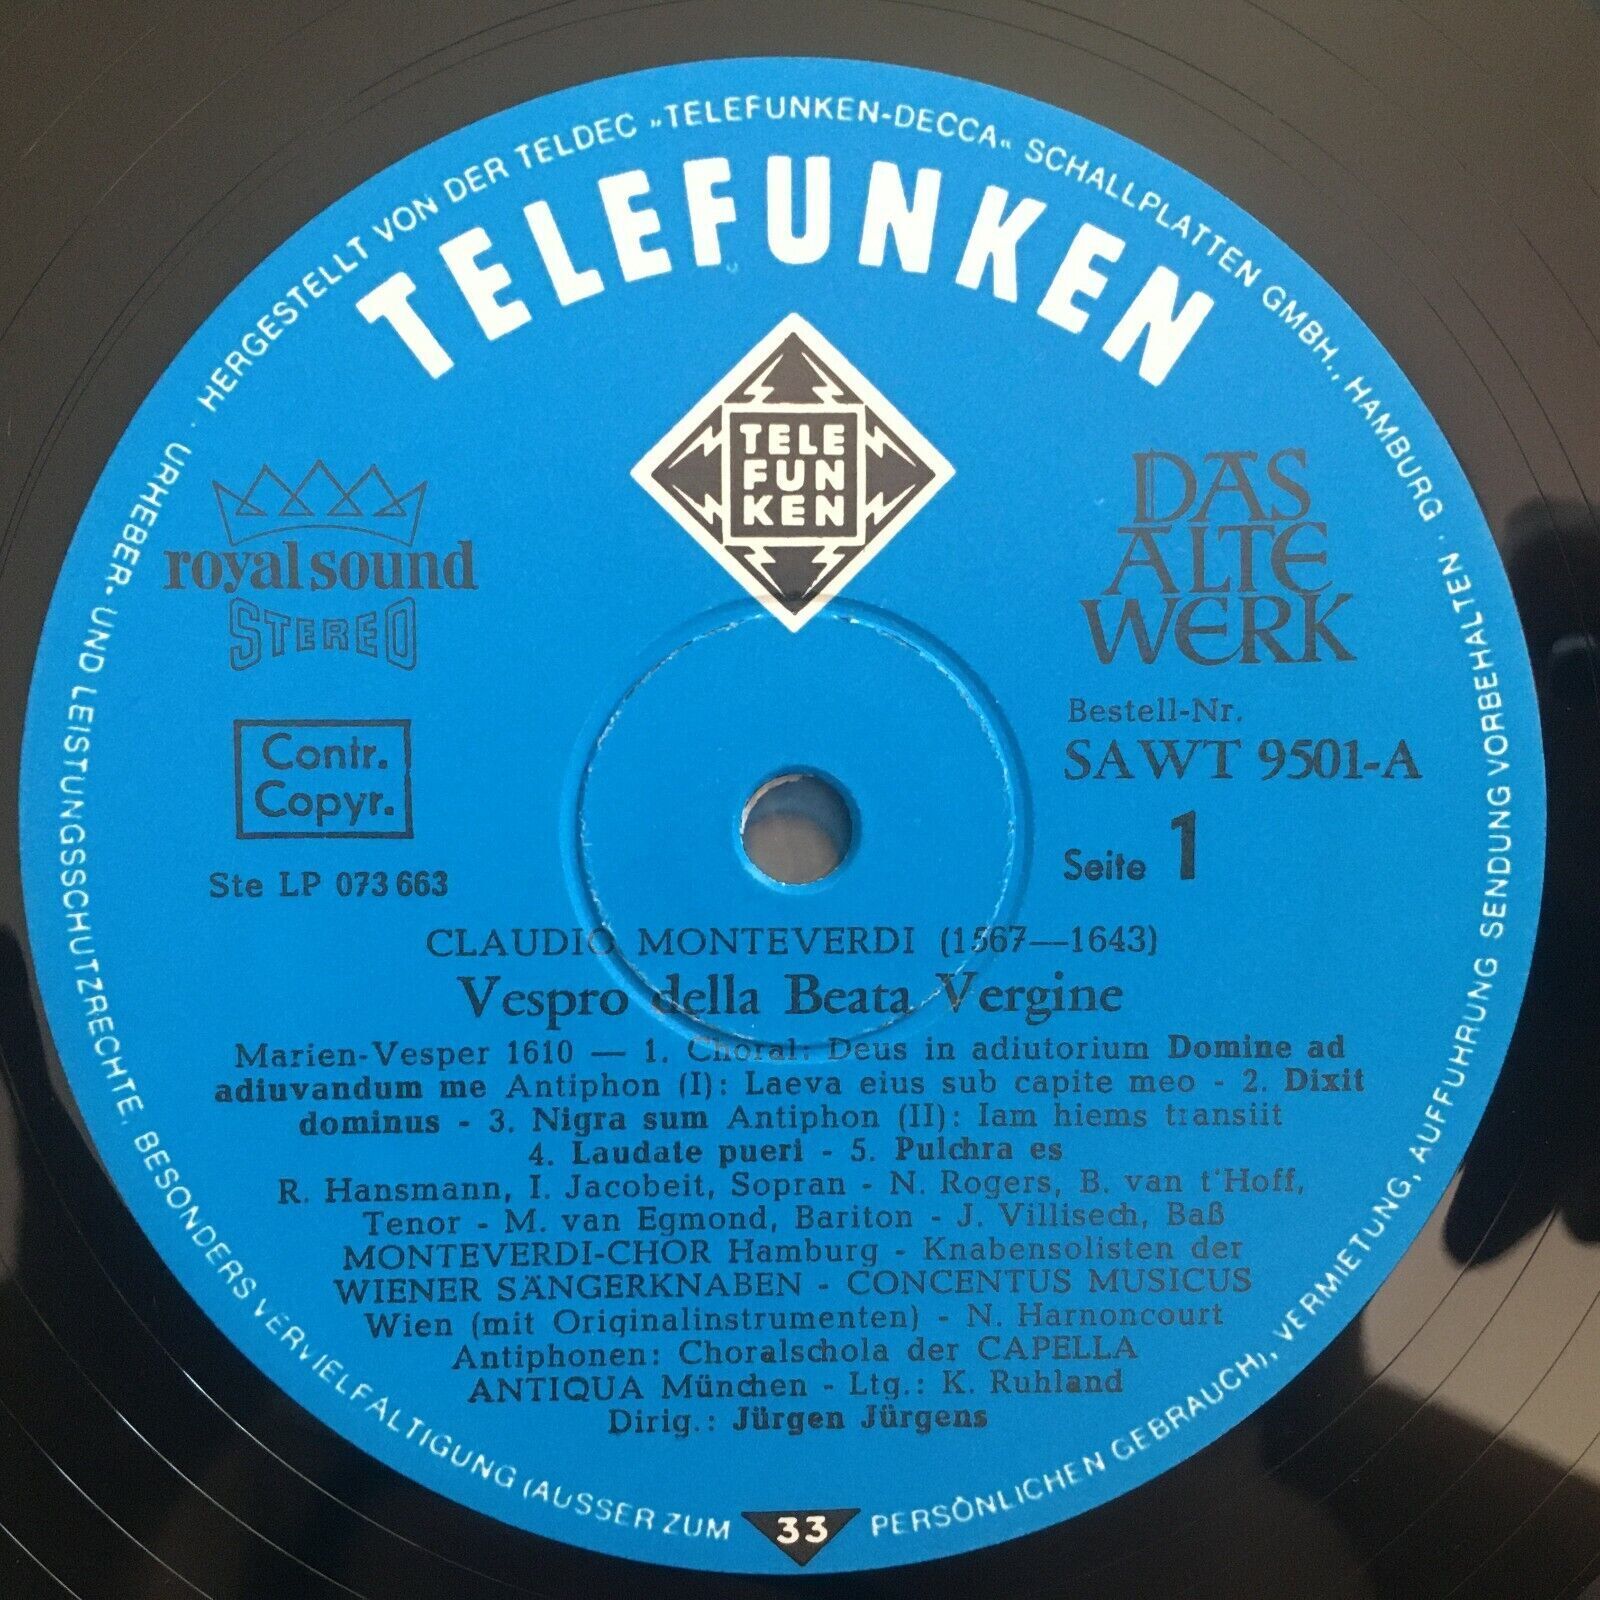 · HERGESTELLT VON DER TELDEC „TELEFUNKEN-DECCA“ SCHALLPLATTEN GMBH., HAMBURG · URHEBER- UND LEISTUNGSSCHUTZRECHTE, BESONDERS VERVIELFÄLTIGUNG (AUSSER ZUM PERSÖNLICHEN GEBRAUCH), VERMIETUNG, AUFFÜHRUNG SENDUNG VORBEHALTEN
TELEFUNKEN
TELE
FUN
KEN
royal sound
STEREO
DAS
ALTE
WERK
Contr.
Copyr.
Bestell-Nr.
SAWT 9501-A
Ste LP 073 663
Seite 1
CLAUDIO MONTEVERDI (1567—1643)
Vespro della Beata Vergine
Marien-Vesper 1610 — 1. Choral: Deus in adiutorium Domine ad
adiuvandum me Antiphon (I): Laeva eius sub capite meo - 2. Dixit
dominus - 3. Nigra sum Antiphon (II): Iam hiems transiit
4. Laudate pueri - 5. Pulchra es
R. Hansmann, I. Jacobeit, Sopran - N. Rogers, B. van t'Hoff,
Tenor - M. van Egmond, Bariton - J. Villisech, Baß
MONTEVERDI-CHOR Hamburg - Knabensolisten der
WIENER SÄNGERKNABEN - CONCENTUS MUSICUS
Wien (mit Originalinstrumenten) - N. Harnoncourt
Antiphonen: Choralschola der CAPELLA
ANTIQUA München - Ltg.: K. Ruhland
Dirig.: Jürgen Jürgens
33